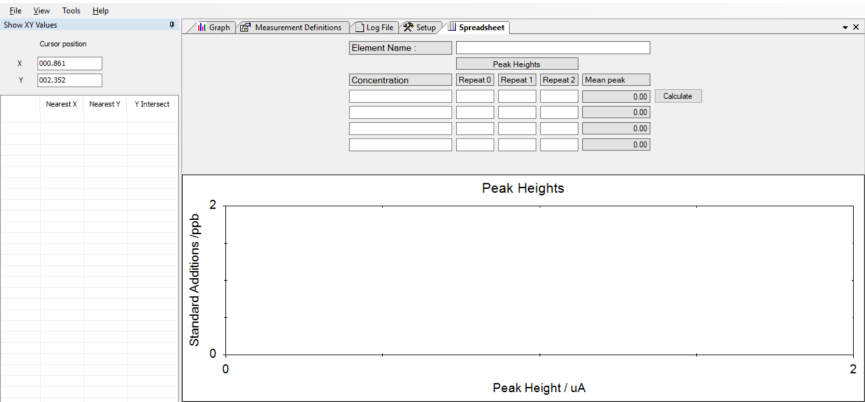 File View Tools Help
Show XY Values
Graph Measurement Definitions Log File Setup Spreadsheet
Cursor position
X 000.861
Y 002.352
Nearest X Nearest Y Y Intersect
Element Name :
Peak Heights
Concentration Repeat 0 Repeat 1 Repeat 2 Mean peak
0.00 Calculate
0.00
0.00
0.00
Peak Heights
Standard Additions /ppb
2
0
0 2
Peak Height / uA